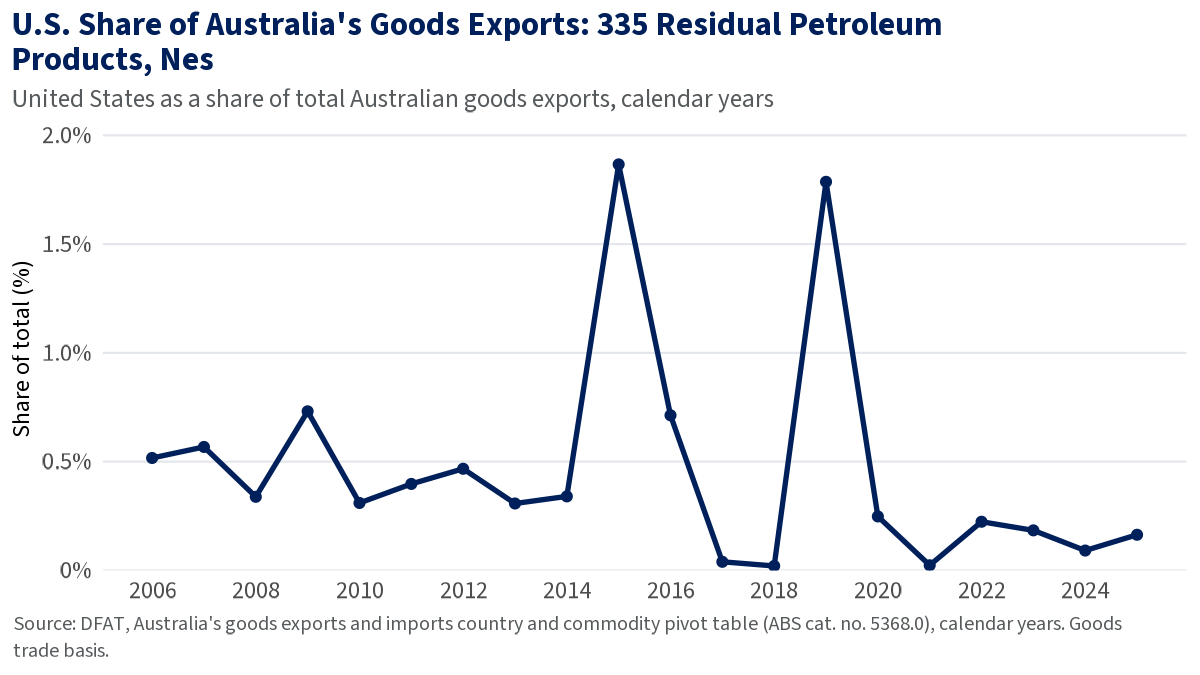 U.S. Share of Australia's Goods Exports: 335 Residual Petroleum
Products, Nes
United States as a share of total Australian goods exports, calendar years
Share of total (%)
2.0%
1.5%
1.0%
0.5%
0%
2006 2008 2010 2012 2014 2016 2018 2020 2022 2024
Source: DFAT, Australia's goods exports and imports country and commodity pivot table (ABS cat. no. 5368.0), calendar years. Goods
trade basis.